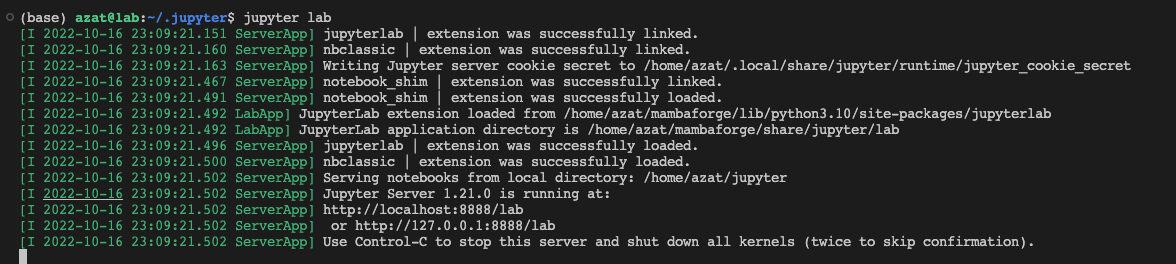 (base) azat@lab:~/.jupyter$ jupyter lab
[I 2022-10-16 23:09:21.151 ServerApp] jupyterlab | extension was successfully linked.
[I 2022-10-16 23:09:21.160 ServerApp] nbclassic | extension was successfully linked.
[I 2022-10-16 23:09:21.163 ServerApp] Writing Jupyter server cookie secret to /home/azat/.local/share/jupyter/runtime/jupyter_cookie_secret
[I 2022-10-16 23:09:21.467 ServerApp] notebook_shim | extension was successfully linked.
[I 2022-10-16 23:09:21.491 ServerApp] notebook_shim | extension was successfully loaded.
[I 2022-10-16 23:09:21.492 LabApp] JupyterLab extension loaded from /home/azat/mambaforge/lib/python3.10/site-packages/jupyterlab
[I 2022-10-16 23:09:21.492 LabApp] JupyterLab application directory is /home/azat/mambaforge/share/jupyter/lab
[I 2022-10-16 23:09:21.496 ServerApp] jupyterlab | extension was successfully loaded.
[I 2022-10-16 23:09:21.500 ServerApp] nbclassic | extension was successfully loaded.
[I 2022-10-16 23:09:21.502 ServerApp] Serving notebooks from local directory: /home/azat/jupyter
[I 2022-10-16 23:09:21.502 ServerApp] Jupyter Server 1.21.0 is running at:
[I 2022-10-16 23:09:21.502 ServerApp] http://localhost:8888/lab
[I 2022-10-16 23:09:21.502 ServerApp]  or http://127.0.0.1:8888/lab
[I 2022-10-16 23:09:21.502 ServerApp] Use Control-C to stop this server and shut down all kernels (twice to skip confirmation).